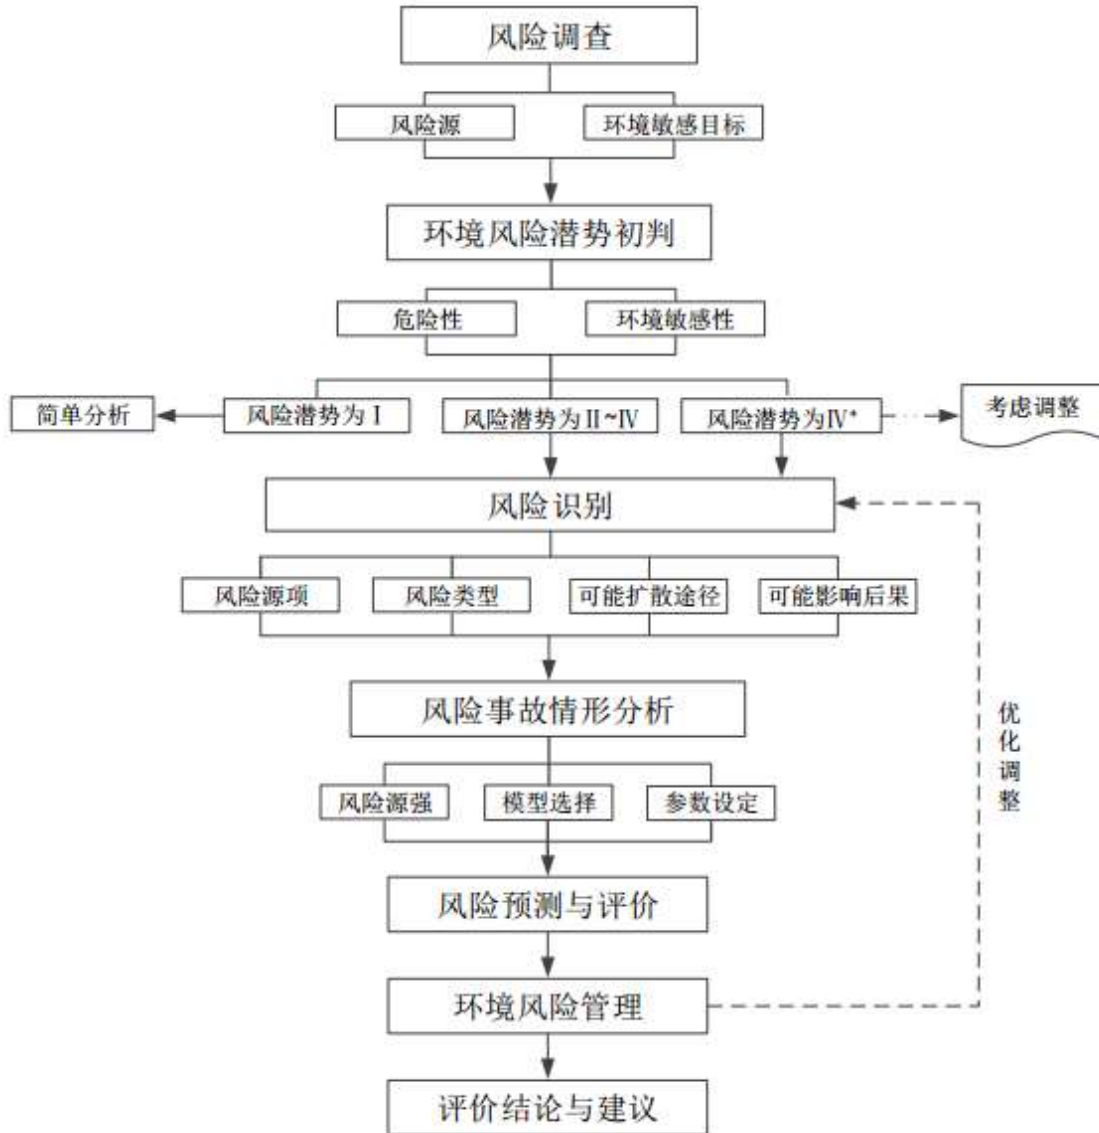 风险调查
风险源
环境敏感目标
环境风险潜势初判
危险性
环境敏感性
简单分析
风险潜势为Ⅰ
风险潜势为Ⅱ~Ⅳ
风险潜势为Ⅳ+
考虑调整
风险识别
风险源项
风险类型
可能扩散途径
可能影响后果
风险事故情形分析
优化调整
风险源强
模型选择
参数设定
风险预测与评价
环境风险管理
评价结论与建议